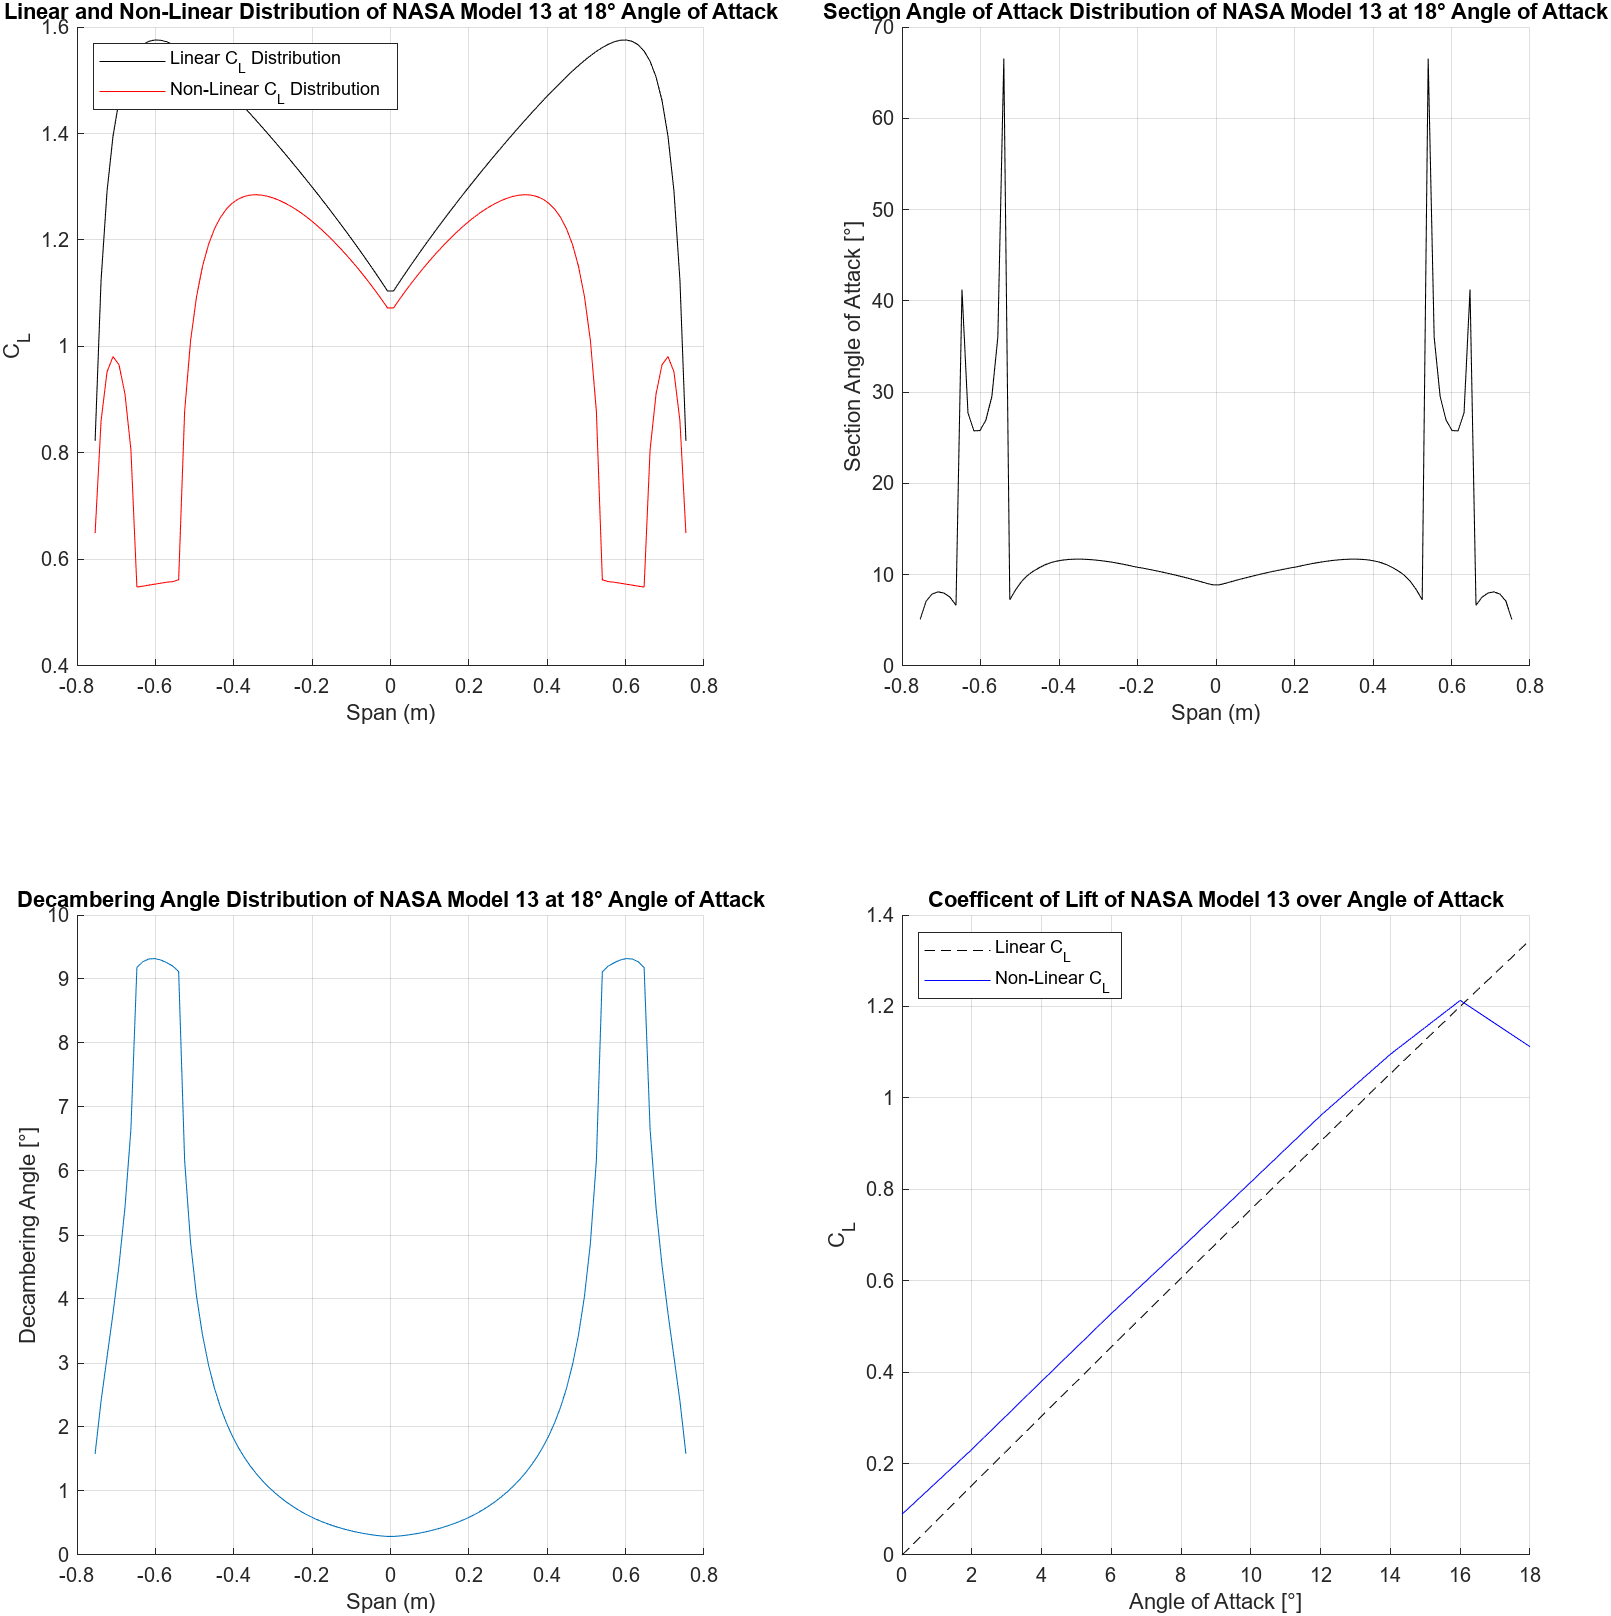 Linear and Non-Linear Distribution of NASA Model 13 at 18° Angle of Attack
1.6
1.4
1.2
1
0.8
0.6
0.4
C_L
Linear C_L Distribution
Non-Linear C_L Distribution
-0.8 -0.6 -0.4 -0.2 0 0.2 0.4 0.6 0.8
Span (m)
Section Angle of Attack Distribution of NASA Model 13 at 18° Angle of Attack
70
60
50
40
30
20
10
0
Section Angle of Attack [°]
-0.8 -0.6 -0.4 -0.2 0 0.2 0.4 0.6 0.8
Span (m)
Decambering Angle Distribution of NASA Model 13 at 18° Angle of Attack
10
9
8
7
6
5
4
3
2
1
0
Decambering Angle [°]
-0.8 -0.6 -0.4 -0.2 0 0.2 0.4 0.6 0.8
Span (m)
Coefficent of Lift of NASA Model 13 over Angle of Attack
1.4
1.2
1
0.8
0.6
0.4
0.2
0
C_L
Linear C_L
Non-Linear C_L
0 2 4 6 8 10 12 14 16 18
Angle of Attack [°]